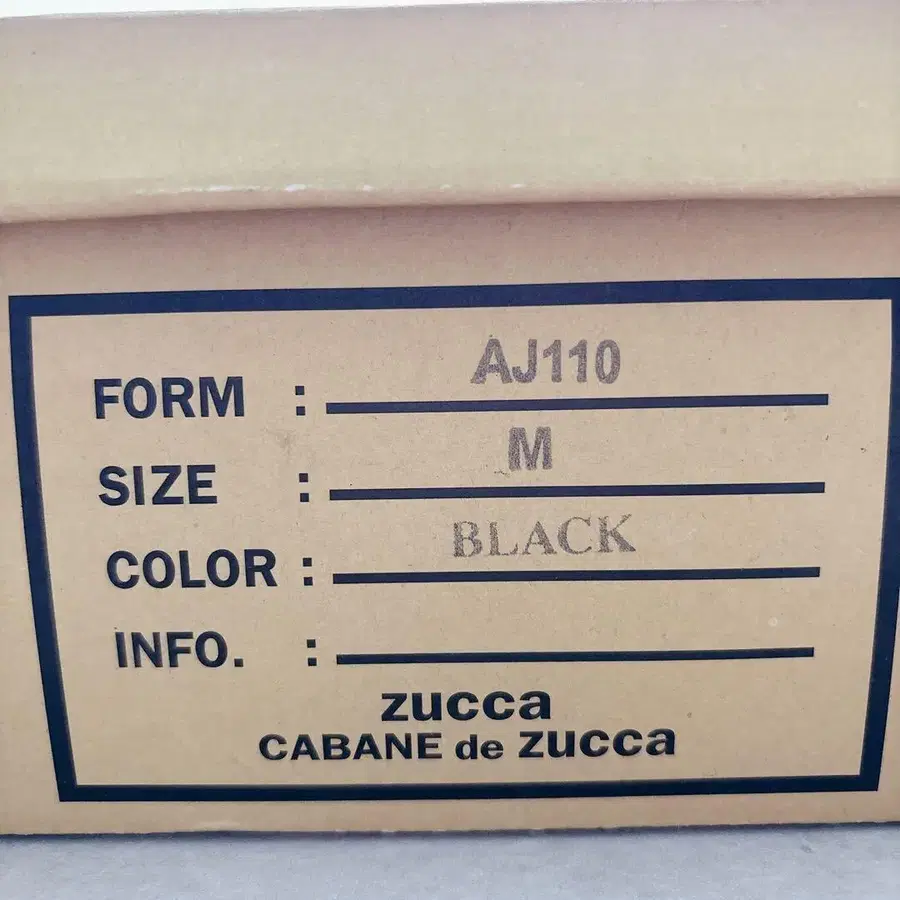 FORM : AJ110
SIZE : M
COLOR : BLACK
INFO. :
zucca
CABANE de zucca